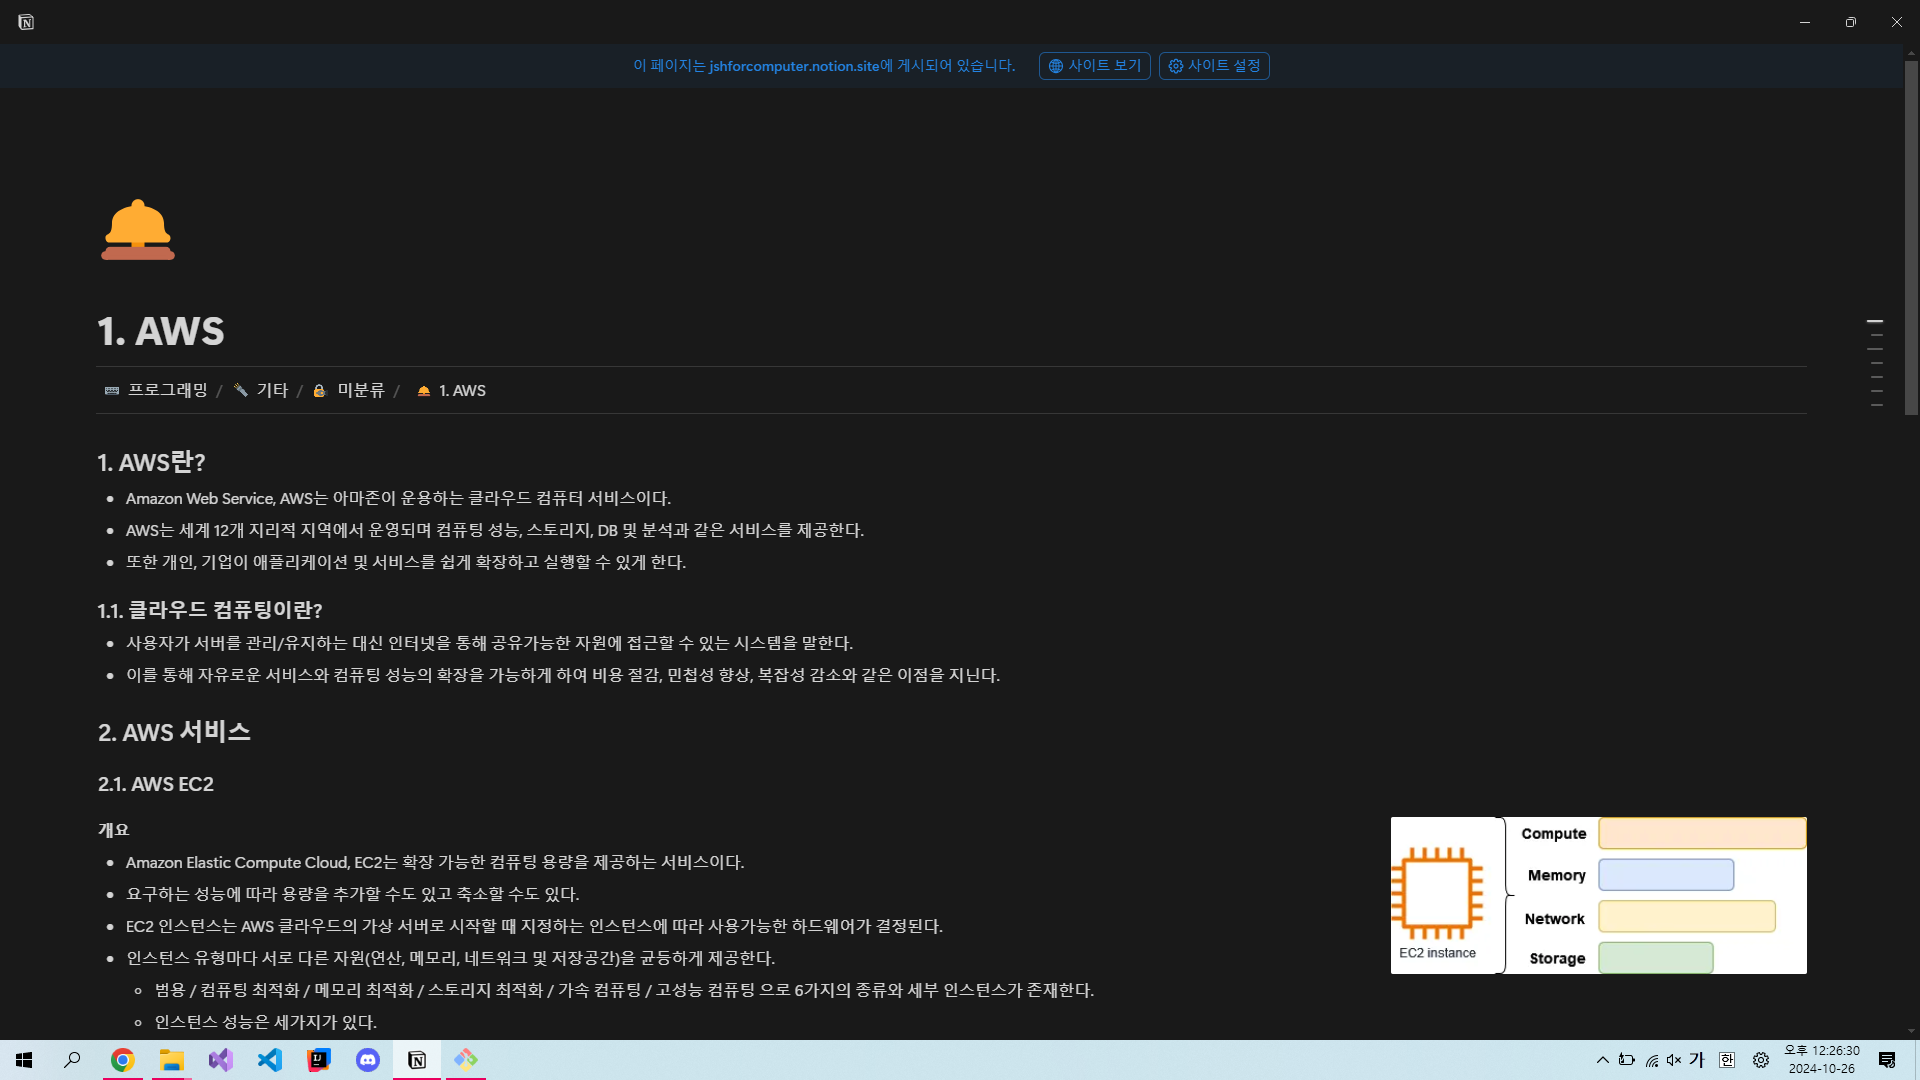 이 페이지는 jshforcomputer.notion.site에 게시되어 있습니다. 사이트 보기 사이트 설정
1. AWS
프로그래밍 / 기타 / 미분류 / 1. AWS
1. AWS란?
• Amazon Web Service, AWS는 아마존이 운용하는 클라우드 컴퓨터 서비스이다.
• AWS는 세계 12개 지리적 지역에서 운영되며 컴퓨팅 성능, 스토리지, DB 및 분석과 같은 서비스를 제공한다.
• 또한 개인, 기업이 애플리케이션 및 서비스를 쉽게 확장하고 실행할 수 있게 한다.
1.1. 클라우드 컴퓨팅이란?
• 사용자가 서버를 관리/유지하는 대신 인터넷을 통해 공유가능한 자원에 접근할 수 있는 시스템을 말한다.
• 이를 통해 자유로운 서비스와 컴퓨팅 성능의 확장을 가능하게 하여 비용 절감, 민첩성 향상, 복잡성 감소와 같은 이점을 지닌다.
2. AWS 서비스
2.1. AWS EC2
개요
• Amazon Elastic Compute Cloud, EC2는 확장 가능한 컴퓨팅 용량을 제공하는 서비스이다.
• 요구하는 성능에 따라 용량을 추가할 수도 있고 축소할 수도 있다.
• EC2 인스턴스는 AWS 클라우드의 가상 서버로 시작할 때 지정하는 인스턴스에 따라 사용가능한 하드웨어가 결정된다.
• 인스턴스 유형마다 서로 다른 자원(연산, 메모리, 네트워크 및 저장공간)을 균등하게 제공한다.
◦ 범용 / 컴퓨팅 최적화 / 메모리 최적화 / 스토리지 최적화 / 가속 컴퓨팅 / 고성능 컴퓨팅 으로 6가지의 종류와 세부 인스턴스가 존재한다.
◦ 인스턴스 성능은 세가지가 있다.
Compute
Memory
Network
Storage
EC2 instance
가 한
오후 12:26:30
2024-10-26